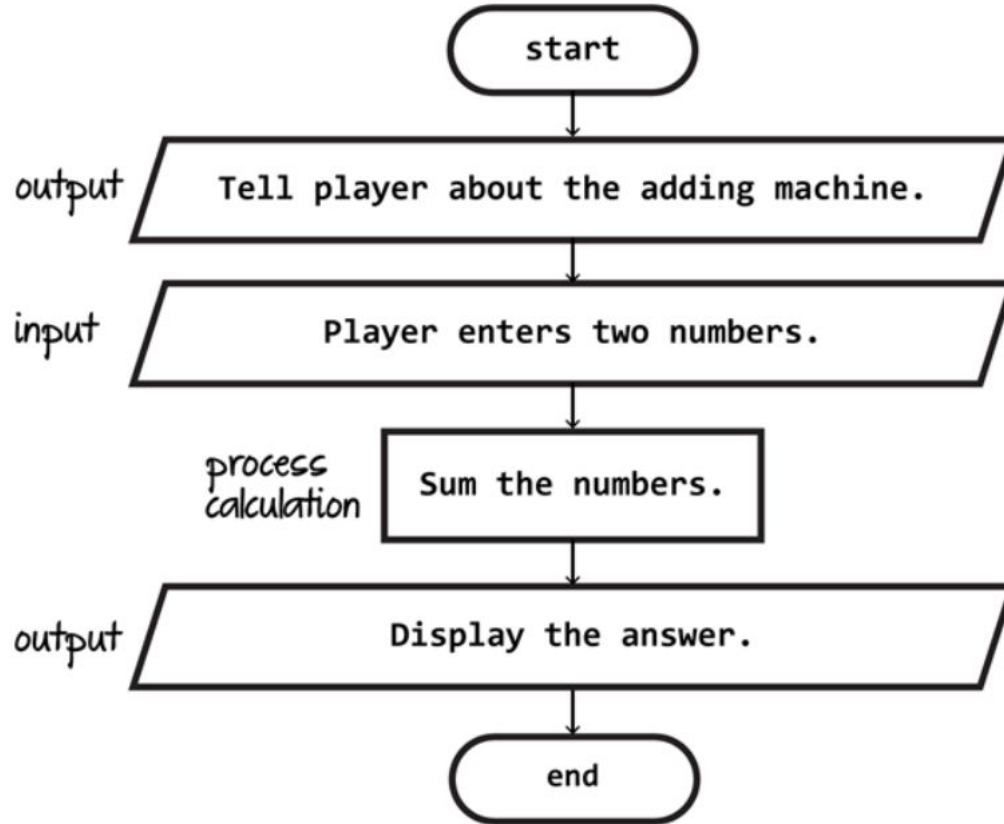 start
output
Tell player about the adding machine.
input
Player enters two numbers.
process
calculation
Sum the numbers.
output
Display the answer.
end